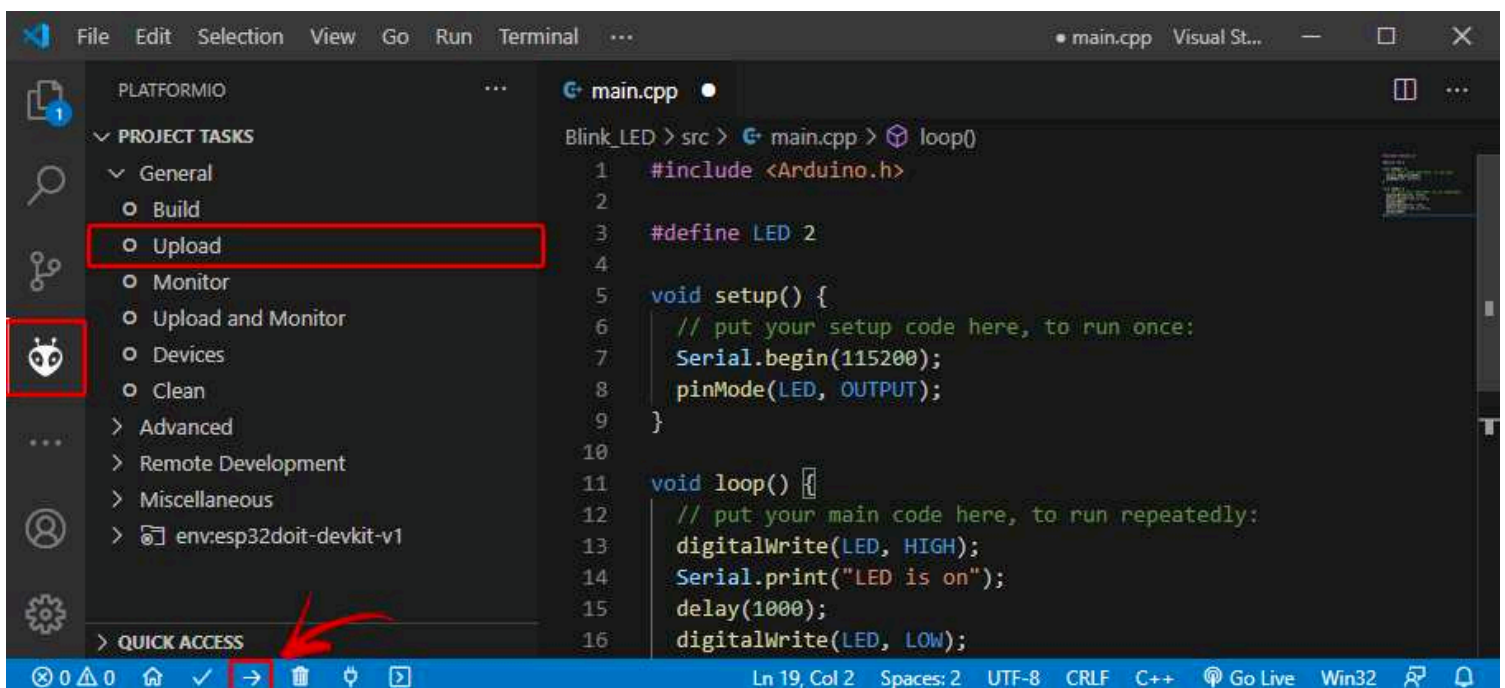 File Edit Selection View Go Run Terminal ··· ● main.cpp Visual St...
1
PLATFORMIO ···
PROJECT TASKS
General
Build
Upload
Monitor
Upload and Monitor
Devices
Clean
Advanced
Remote Development
Miscellaneous
env:esp32doit-devkit-v1
QUICK ACCESS
main.cpp ●
Blink_LED > src > main.cpp > loop()
1 #include <Arduino.h>
2
3 #define LED 2
4
5 void setup() {
6 // put your setup code here, to run once:
7 Serial.begin(115200);
8 pinMode(LED, OUTPUT);
9 }
10
11 void loop() {
12 // put your main code here, to run repeatedly:
13 digitalWrite(LED, HIGH);
14 Serial.print("LED is on");
15 delay(1000);
16 digitalWrite(LED, LOW);
0 0 Ln 19, Col 2 Spaces: 2 UTF-8 CRLF C++ Go Live Win32